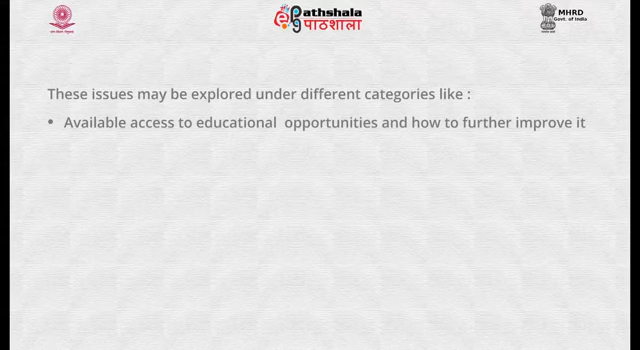 ePathshala
पाठशाला
MHRD
Govt. of India
These issues may be explored under different categories like :
• Available access to educational opportunities and how to further improve it